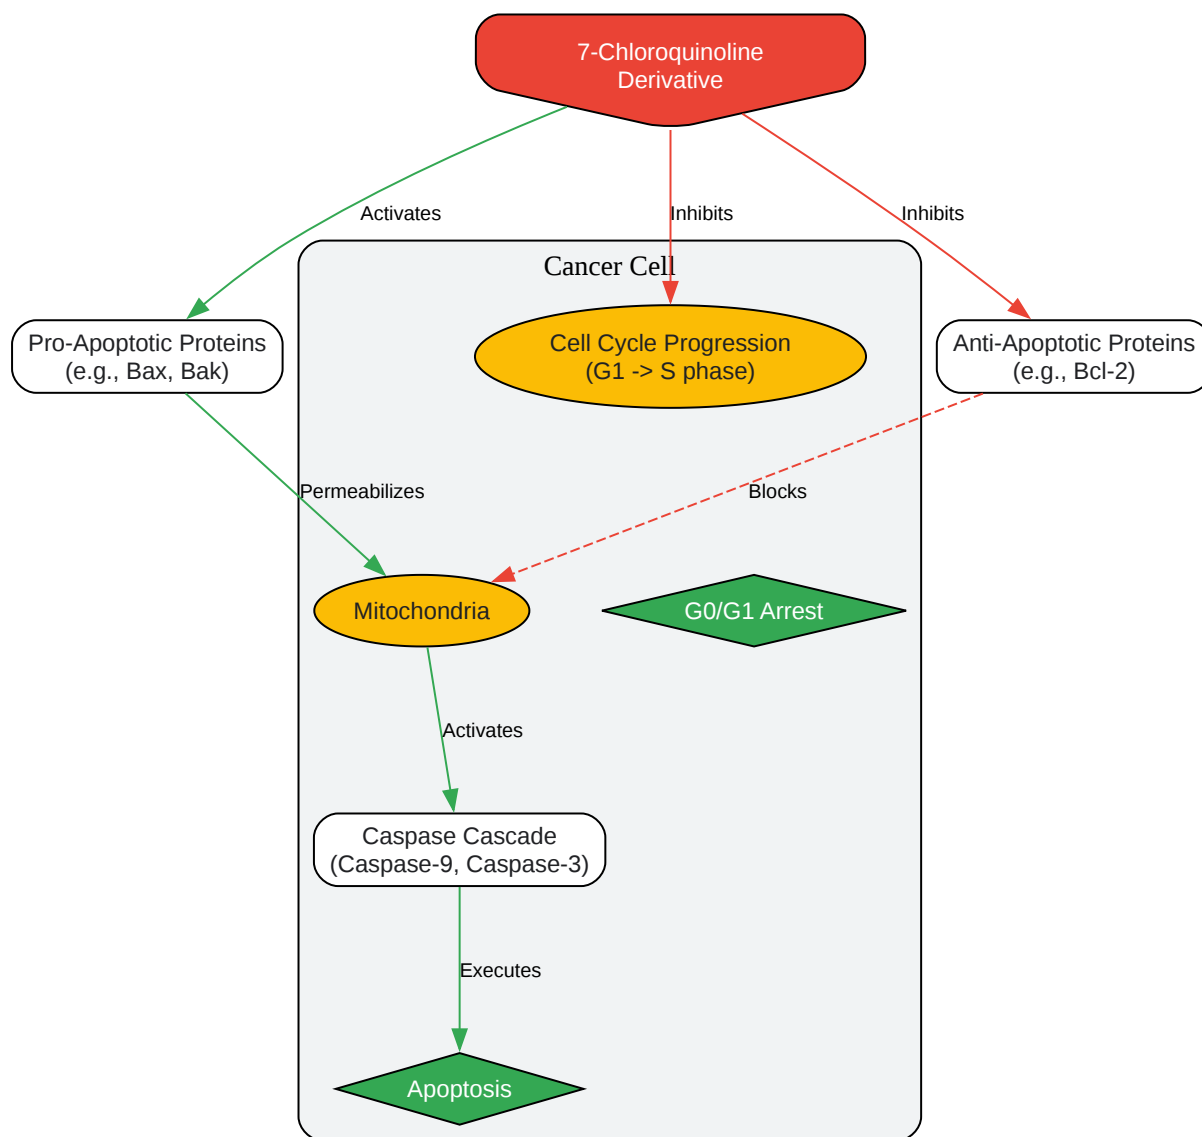 7-Chloroquinoline
Derivative
Activates
Inhibits
Inhibits
Cancer Cell
Pro-Apoptotic Proteins
(e.g., Bax, Bak)
Cell Cycle Progression
(G1 -> S phase)
Anti-Apoptotic Proteins
(e.g., Bcl-2)
Permeabilizes
Blocks
Mitochondria
G0/G1 Arrest
Activates
Caspase Cascade
(Caspase-9, Caspase-3)
Executes
Apoptosis